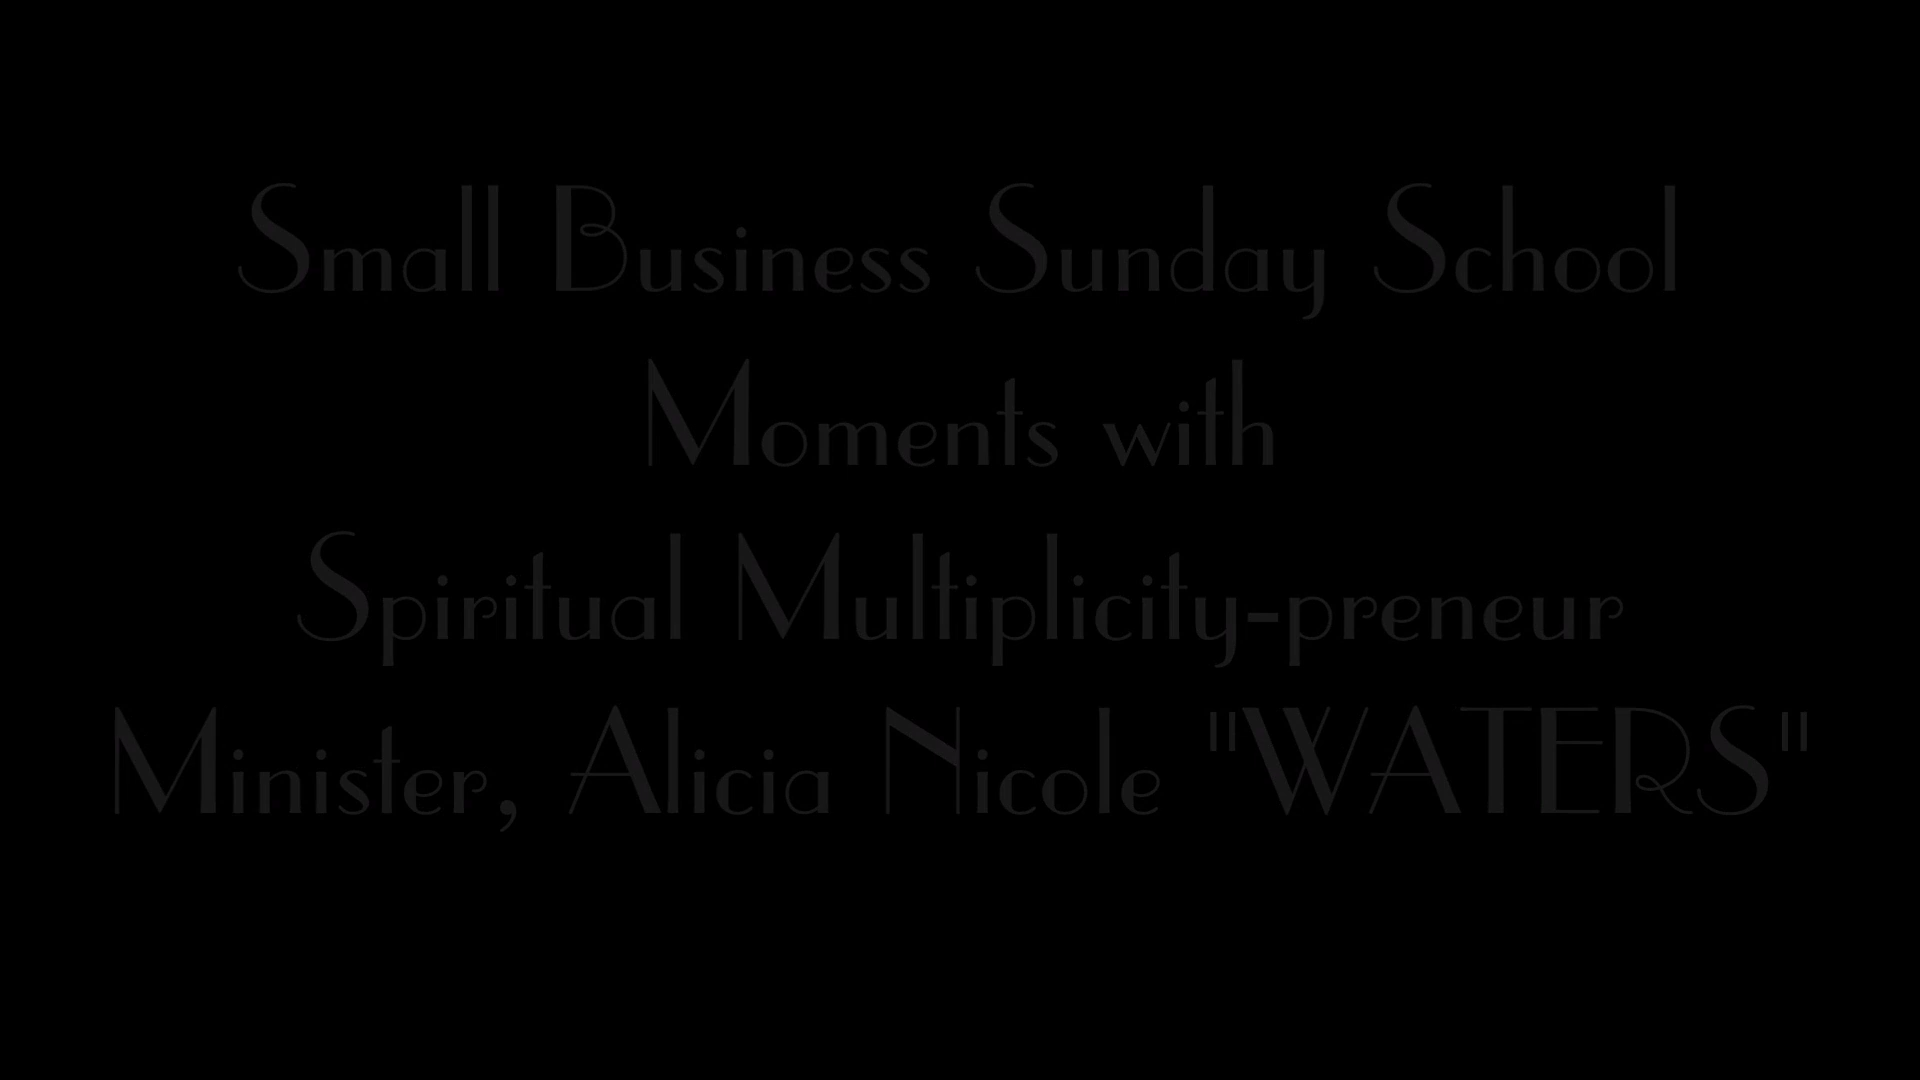 Small Business Sunday School
Moments with
Spiritual Multiplicity-preneur
Minister, Alicia Nicole "WATERS"